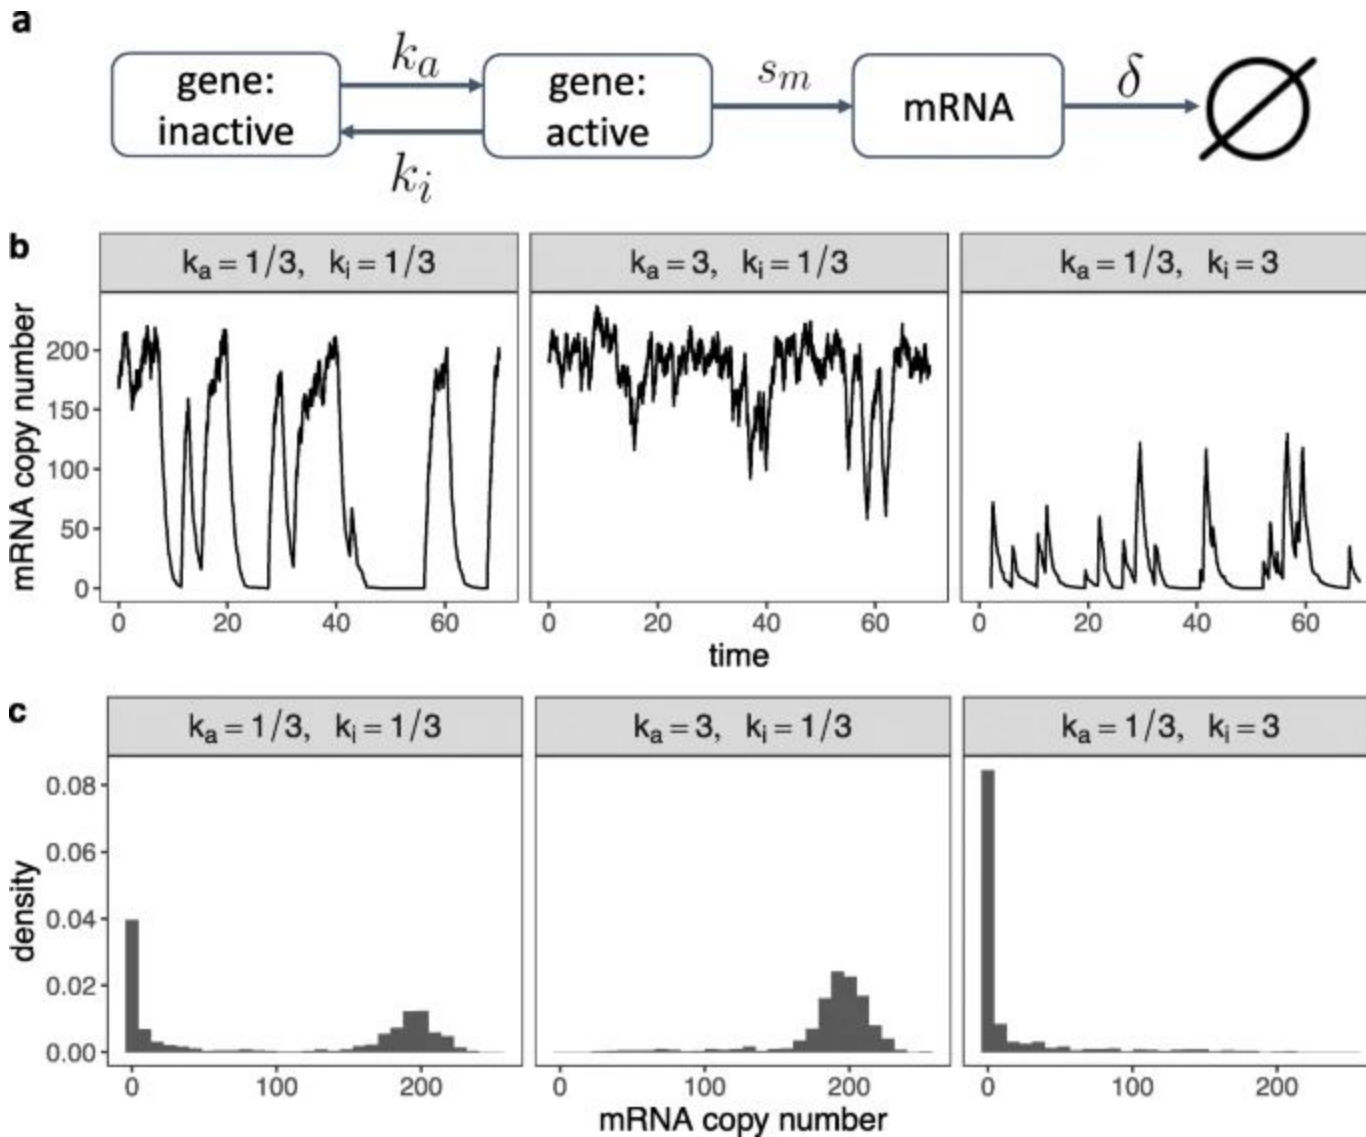 a
gene: inactive
k_a
k_i
gene: active
s_m
mRNA
δ
∅
b
k_a = 1/3, k_i = 1/3
k_a = 3, k_i = 1/3
k_a = 1/3, k_i = 3
mRNA copy number
200
150
100
50
0
0 20 40 60
0 20 40 60
0 20 40 60
time
c
k_a = 1/3, k_i = 1/3
k_a = 3, k_i = 1/3
k_a = 1/3, k_i = 3
density
0.08
0.06
0.04
0.02
0.00
0 100 200
0 100 200
0 100 200
mRNA copy number